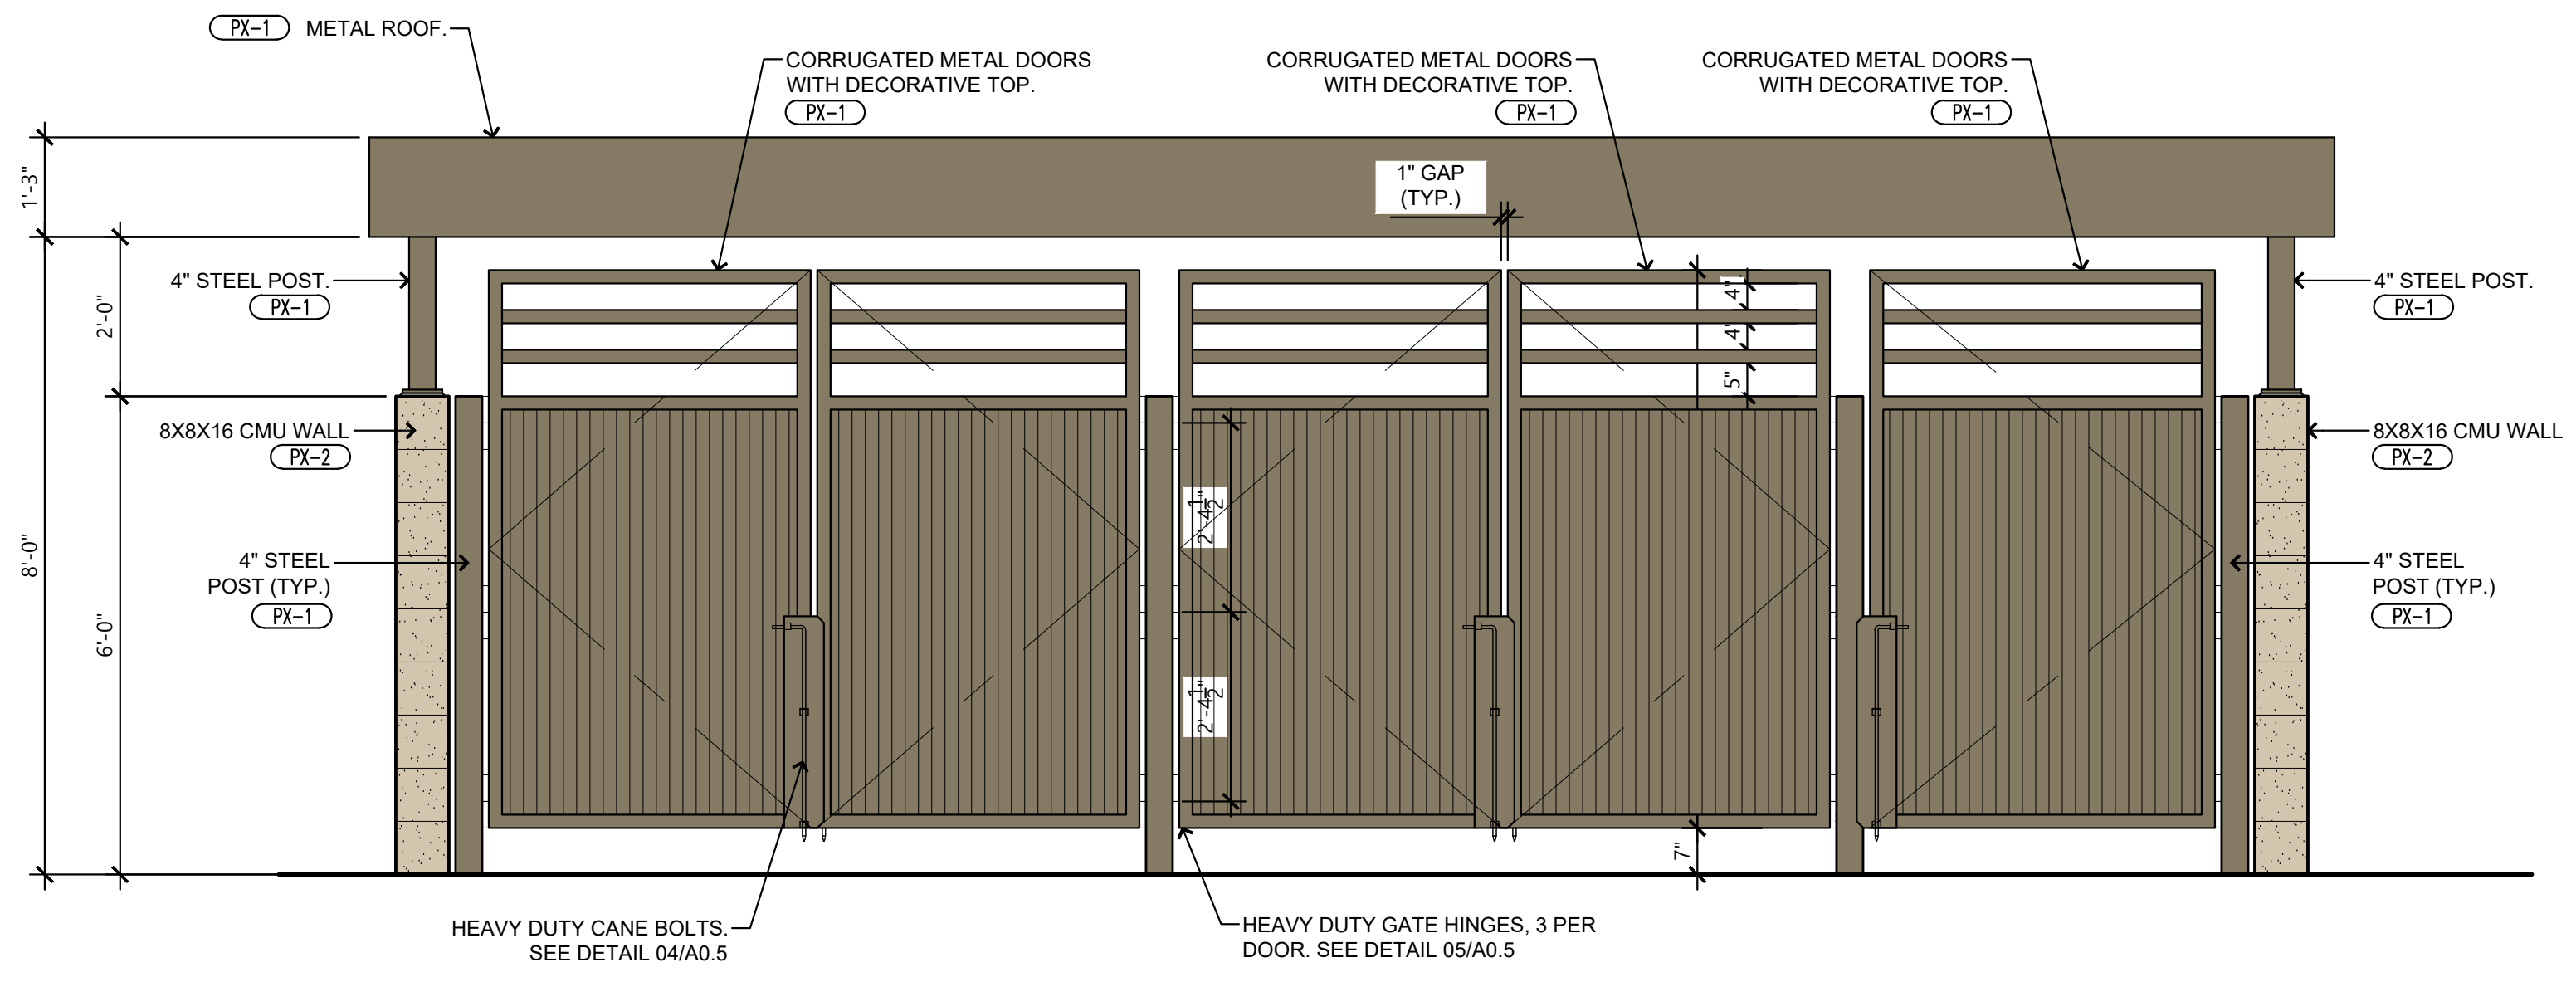 PX-1 METAL ROOF.
CORRUGATED METAL DOORS
WITH DECORATIVE TOP.
PX-1
CORRUGATED METAL DOORS
WITH DECORATIVE TOP.
PX-1
CORRUGATED METAL DOORS
WITH DECORATIVE TOP.
PX-1
1'-3"
1" GAP
(TYP.)
2'-0"
8'-0"
6'-0"
4" STEEL POST.
PX-1
8X8X16 CMU WALL
PX-2
4" STEEL
POST (TYP.)
PX-1
4"
4"
5"
2'-4 1/2"
2'-4 1/2"
7"
4" STEEL POST.
PX-1
8X8X16 CMU WALL
PX-2
4" STEEL
POST (TYP.)
PX-1
HEAVY DUTY CANE BOLTS.
SEE DETAIL 04/A0.5
HEAVY DUTY GATE HINGES, 3 PER
DOOR. SEE DETAIL 05/A0.5